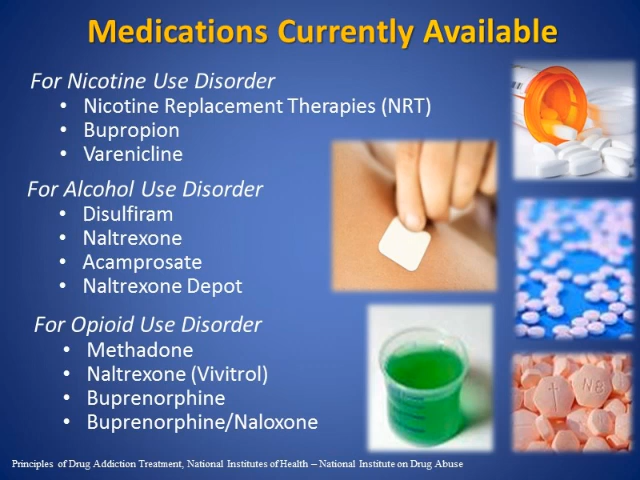 Medications Currently Available
For Nicotine Use Disorder
• Nicotine Replacement Therapies (NRT)
• Bupropion
• Varenicline
For Alcohol Use Disorder
• Disulfiram
• Naltrexone
• Acamprosate
• Naltrexone Depot
For Opioid Use Disorder
• Methadone
• Naltrexone (Vivitrol)
• Buprenorphine
• Buprenorphine/Naloxone
N8
Principles of Drug Addiction Treatment, National Institutes of Health – National Institute on Drug Abuse